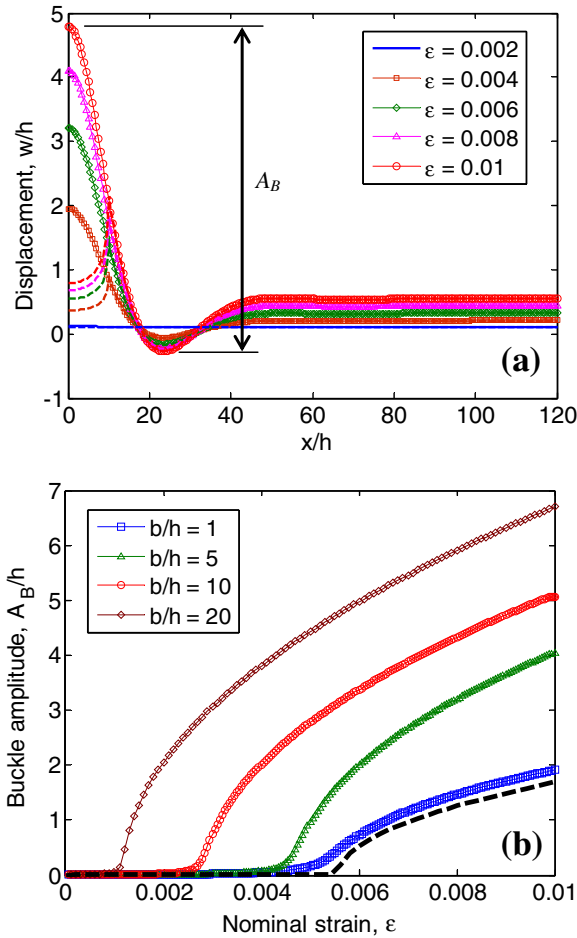 5
4
3
2
1
0
-1
Displacement, w/h
ε = 0.002
ε = 0.004
ε = 0.006
ε = 0.008
ε = 0.01
A_B
(a)
0 20 40 60 80 100 120
x/h
7
6
5
4
3
2
1
0
Buckle amplitude, A_B/h
b/h = 1
b/h = 5
b/h = 10
b/h = 20
(b)
0 0.002 0.004 0.006 0.008 0.01
Nominal strain, ε